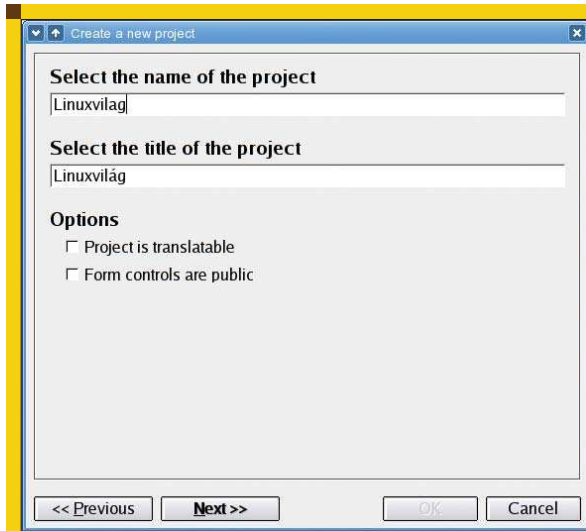 Create a new project
Select the name of the project
Linuxvilag
Select the title of the project
Linuxvilág
Options
Project is translatable
Form controls are public
<< Previous
Next >>
OK
Cancel